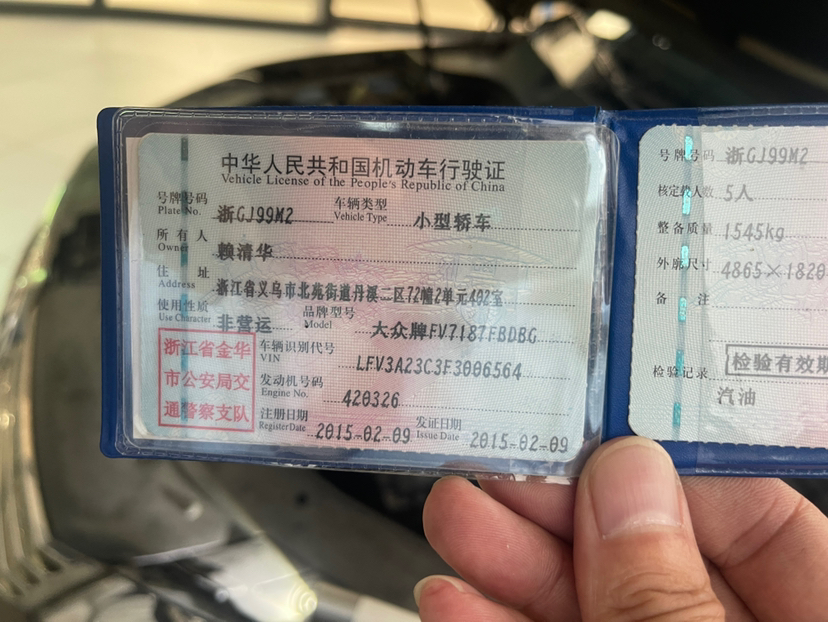 中华人民共和国机动车行驶证
Vehicle License of the People's Republic of China
号牌号码 浙GJ99M2 车辆类型 小型轿车
Plate No. Vehicle Type
所有人 赖清华
Owner
住址 浙江省义乌市北苑街道丹溪二区72幢2单元402室
Address
使用性质 非营运 品牌型号 大众牌FV7187FBDBG
Use Character Model
浙江省金华
市公安局交
通警察支队
车辆识别代号 LFV3A23C3F3006564
VIN
发动机号码 420326
Engine No.
注册日期 2015-02-09 发证日期 2015-02-09
Register Date Issue Date
号牌号码 浙GJ99M2
核定载人数 5人
整备质量 1545kg
外廓尺寸 4865×1820
备注
检验有效期
检验记录
汽油